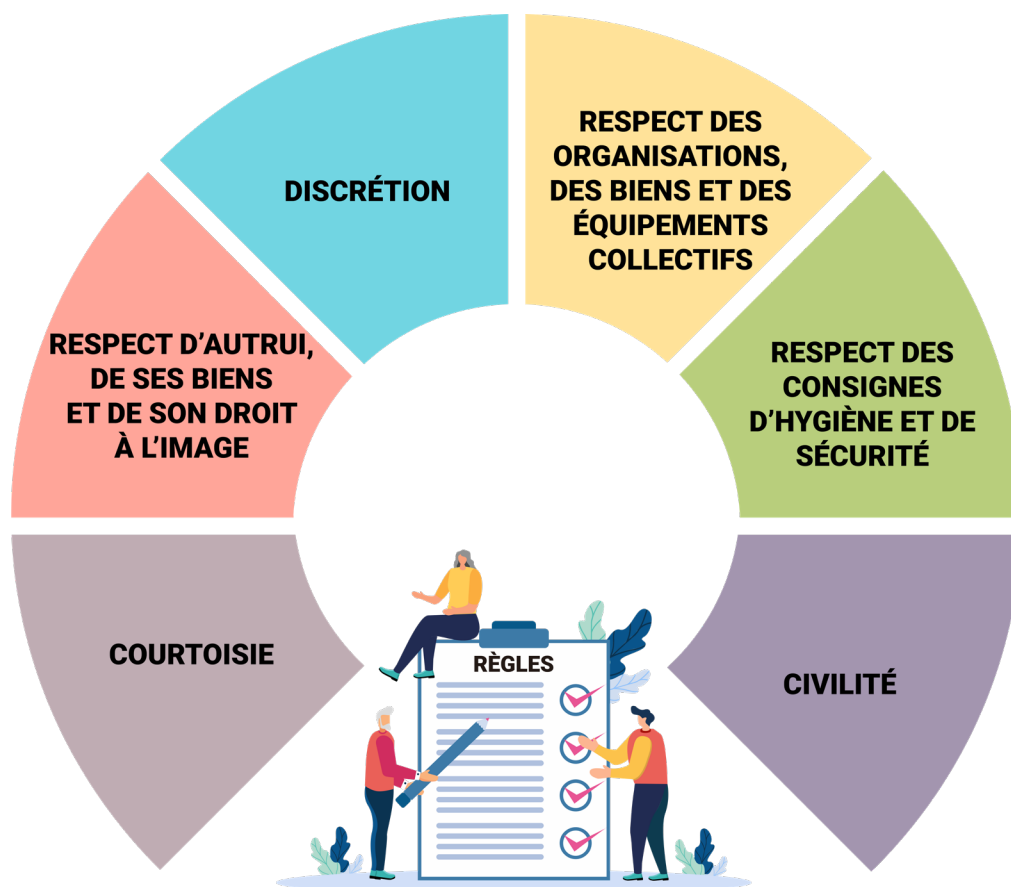 DISCRÉTION
RESPECT DES
ORGANISATIONS,
DES BIENS ET DES
ÉQUIPEMENTS
COLLECTIFS
RESPECT D’AUTRUI,
DE SES BIENS
ET DE SON DROIT
À L’IMAGE
RESPECT DES
CONSIGNES
D’HYGIÈNE ET DE
SÉCURITÉ
COURTOISIE
RÈGLES
CIVILITÉ